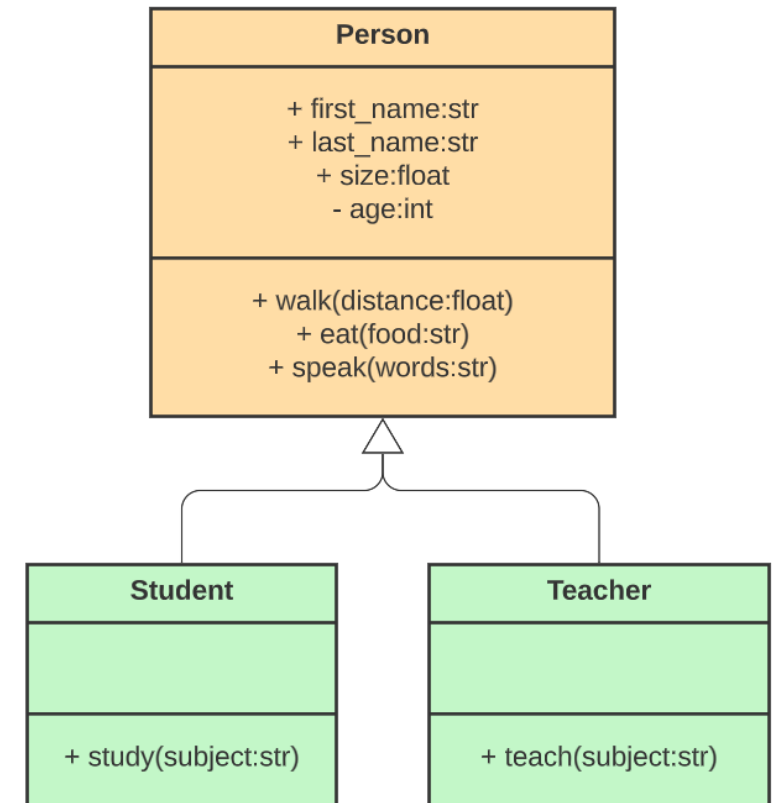 Person
+ first_name:str
+ last_name:str
+ size:float
- age:int
+ walk(distance:float)
+ eat(food:str)
+ speak(words:str)
Student
+ study(subject:str)
Teacher
+ teach(subject:str)